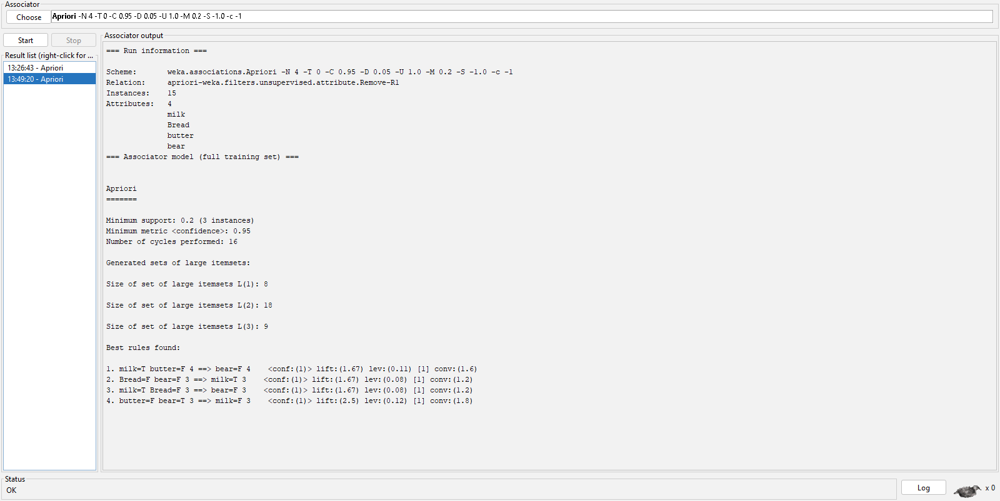 Associator
Choose Apriori -N 4 -T 0 -C 0.95 -D 0.05 -U 1.0 -M 0.2 -S -1.0 -c -1
Start Stop
Result list (right-click for ...
13:26:43 - Apriori
13:49:20 - Apriori
Associator output
=== Run information ===
Scheme: weka.associations.Apriori -N 4 -T 0 -C 0.95 -D 0.05 -U 1.0 -M 0.2 -S -1.0 -c -1
Relation: apriori-weka.filters.unsupervised.attribute.Remove-R1
Instances: 15
Attributes: 4
milk
Bread
butter
bear
=== Associator model (full training set) ===
Apriori
=======
Minimum support: 0.2 (3 instances)
Minimum metric <confidence>: 0.95
Number of cycles performed: 16
Generated sets of large itemsets:
Size of set of large itemsets L(1): 8
Size of set of large itemsets L(2): 18
Size of set of large itemsets L(3): 9
Best rules found:
1. milk=T butter=F 4 ==> bear=F 4 <conf:(1)> lift:(1.67) lev:(0.11) [1] conv:(1.6)
2. Bread=F bear=F 3 ==> milk=T 3 <conf:(1)> lift:(1.67) lev:(0.08) [1] conv:(1.2)
3. milk=T Bread=F 3 ==> bear=F 3 <conf:(1)> lift:(1.67) lev:(0.08) [1] conv:(1.2)
4. butter=F bear=T 3 ==> milk=F 3 <conf:(1)> lift:(2.5) lev:(0.12) [1] conv:(1.8)
Status
OK
Log
x 0